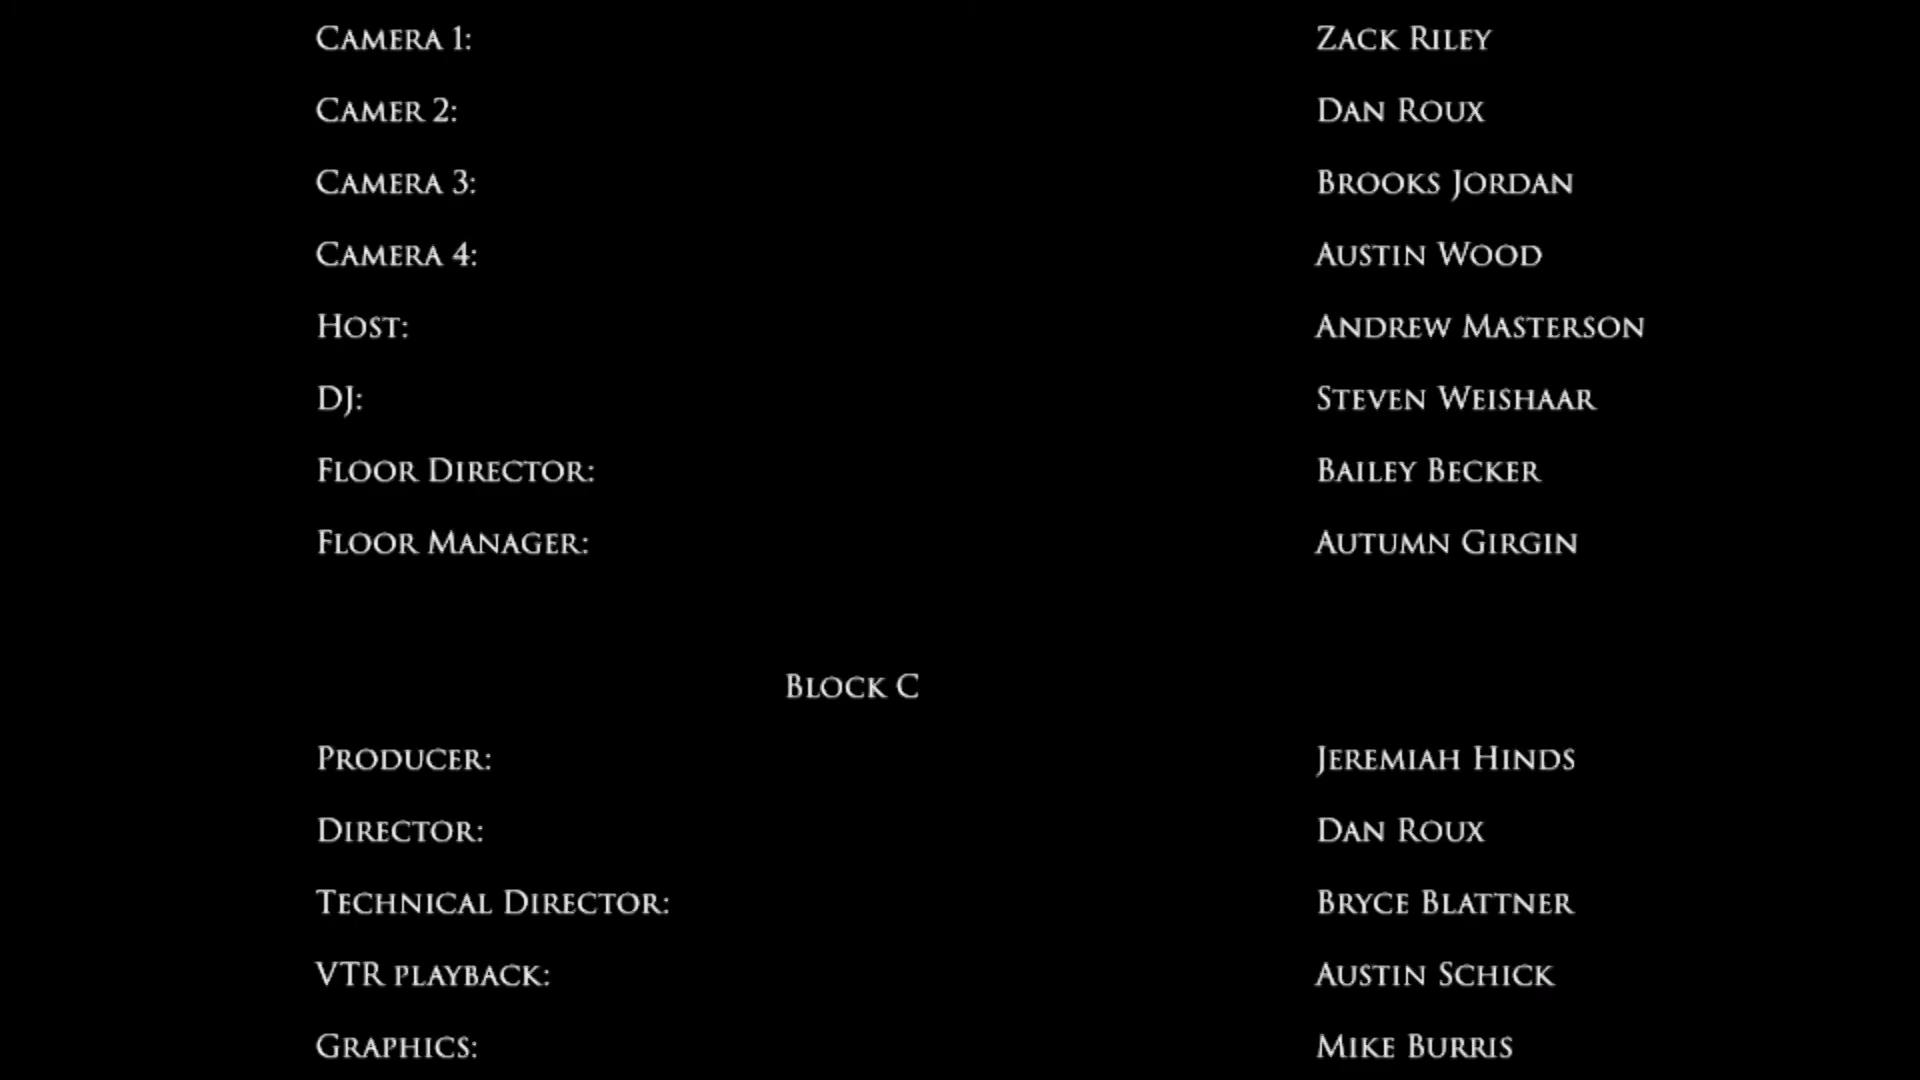 Camera 1: Zack Riley
Camer 2: Dan Roux
Camera 3: Brooks Jordan
Camera 4: Austin Wood
Host: Andrew Masterson
DJ: Steven Weishaar
Floor Director: Bailey Becker
Floor Manager: Autumn Girgin
Block C
Producer: Jeremiah Hinds
Director: Dan Roux
Technical Director: Bryce Blattner
VTR playback: Austin Schick
Graphics: Mike Burris